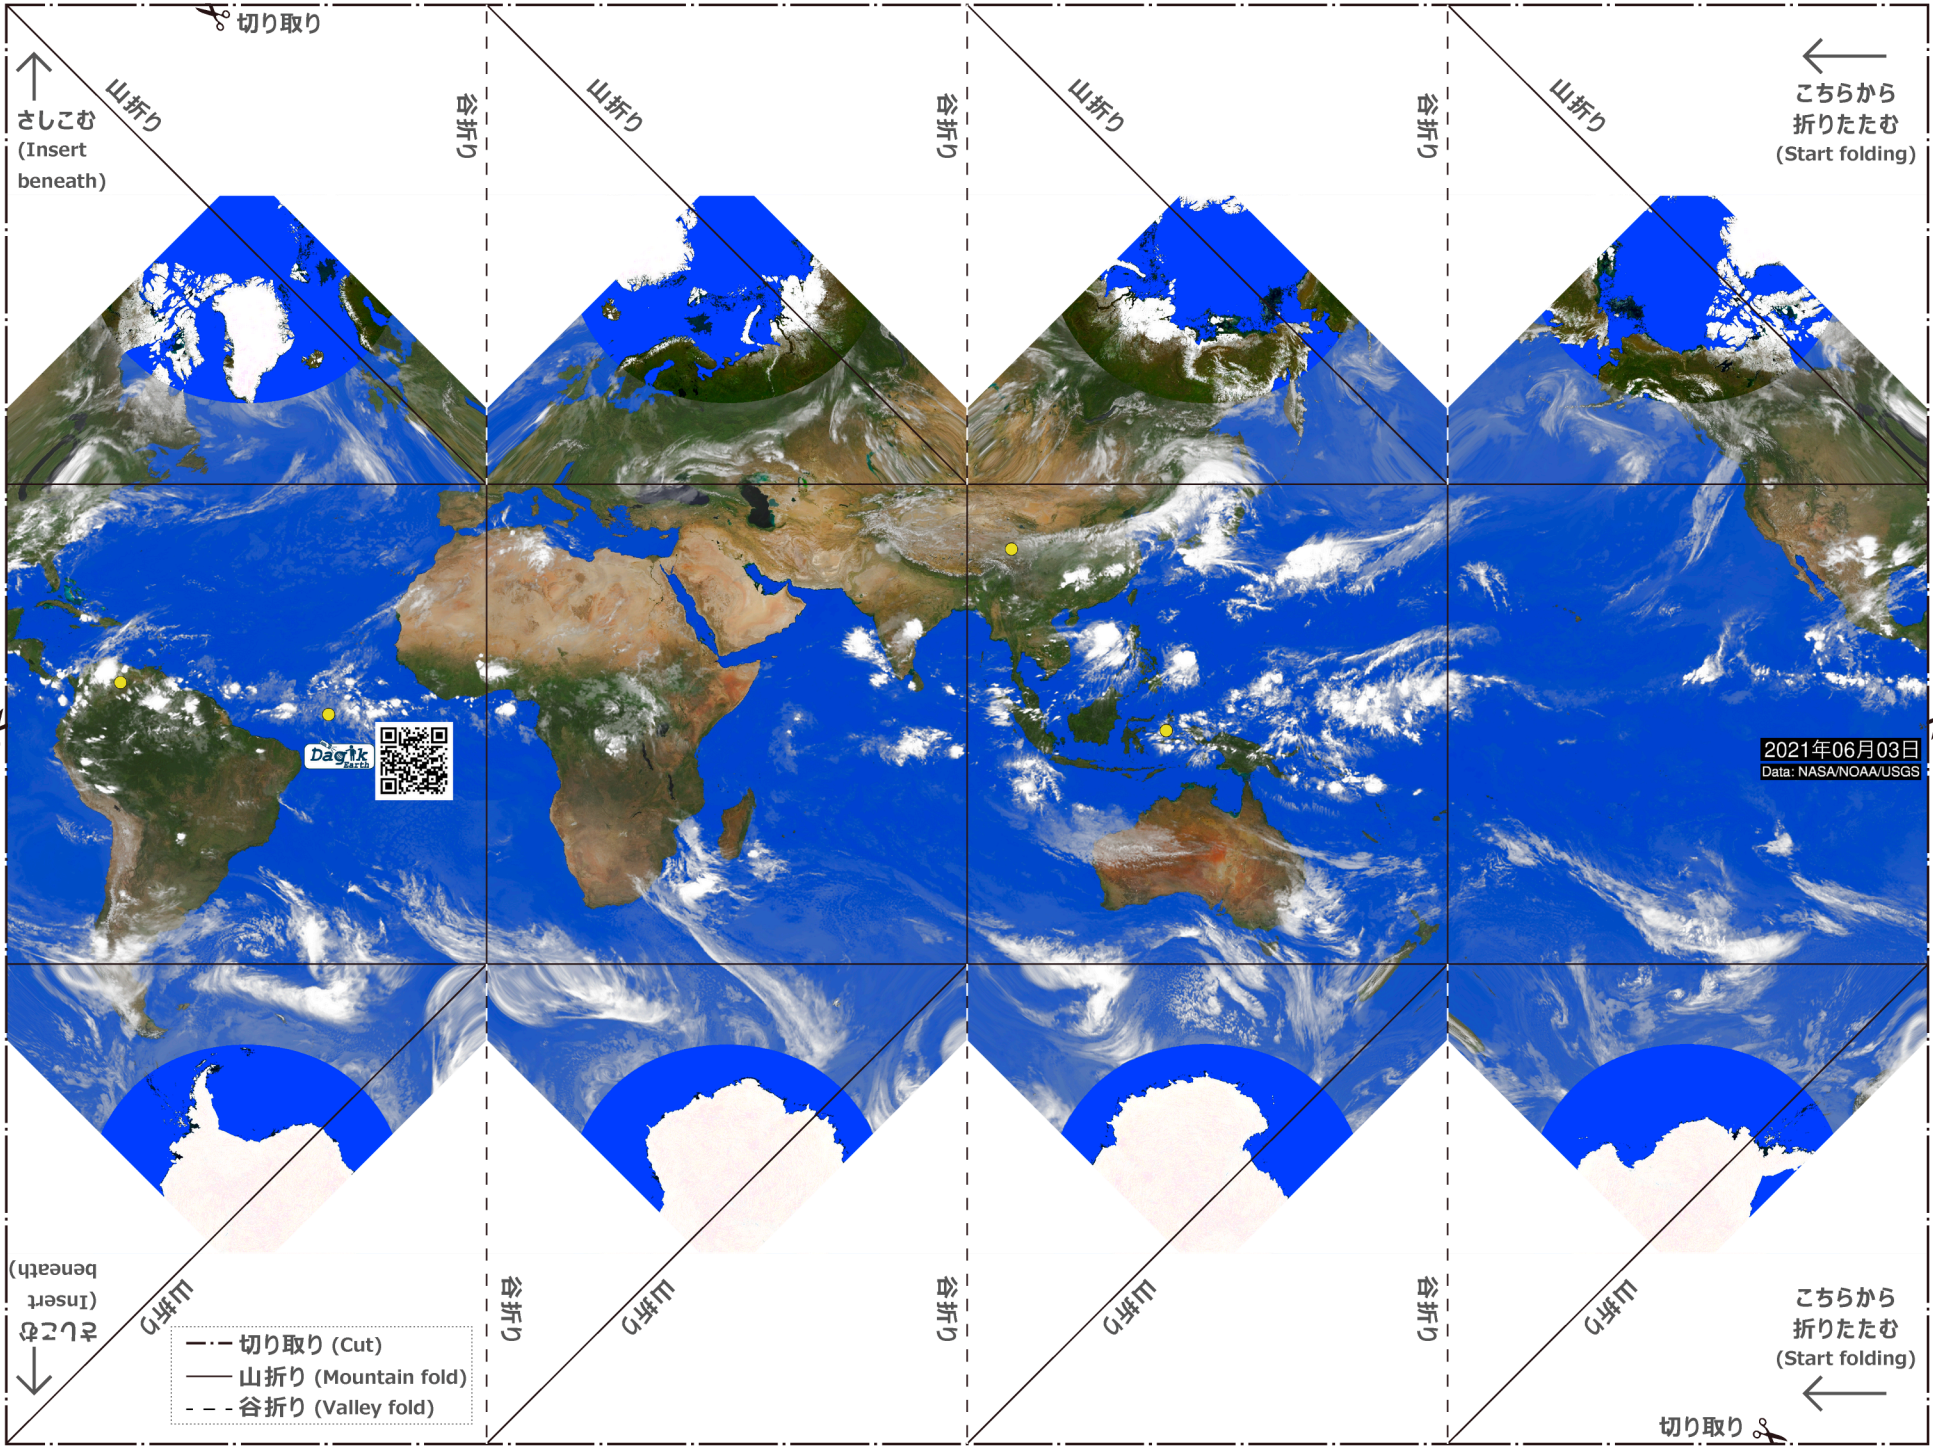 切り取り
山折り
谷折り
山折り
谷折り
山折り
谷折り
山折り
さしこむ
(Insert
beneath)
こちらから
折りたたむ
(Start folding)
Dagik
Earth
2021年06月03日
Data: NASA/NOAA/USGS
さしこむ
(Insert
beneath)
山折り
谷折り
山折り
谷折り
山折り
谷折り
山折り
こちらから
折りたたむ
(Start folding)
切り取り (Cut)
山折り (Mountain fold)
谷折り (Valley fold)
切り取り